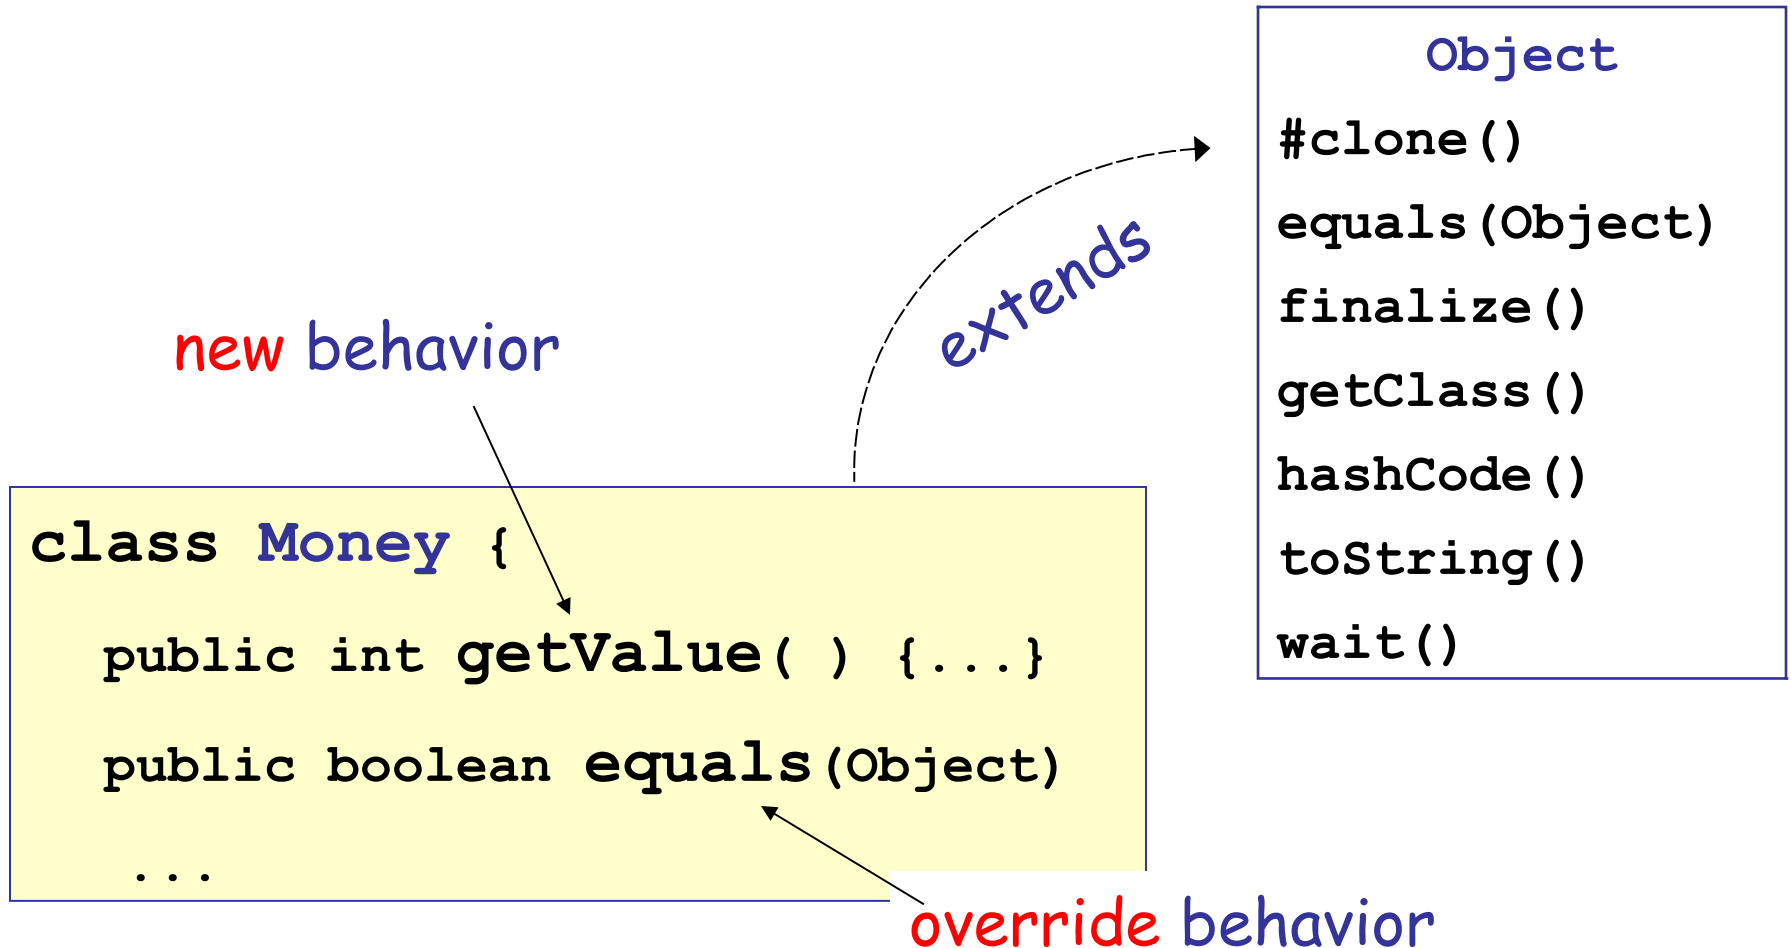 Object
#clone()
equals(Object)
finalize()
getClass()
hashCode()
toString()
wait()
extends
new behavior
class Money {
public int getValue( ) {...}
public boolean equals(Object)
...
override behavior